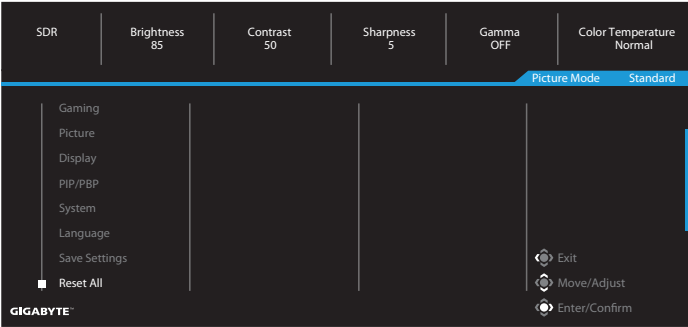 SDR Brightness Contrast Sharpness Gamma Color Temperature
85 50 5 OFF Normal
Picture Mode Standard
Gaming
Picture
Display
PIP/PBP
System
Language
Save Settings
Exit
Reset All
Move/Adjust
GIGABYTE™
Enter/Confirm